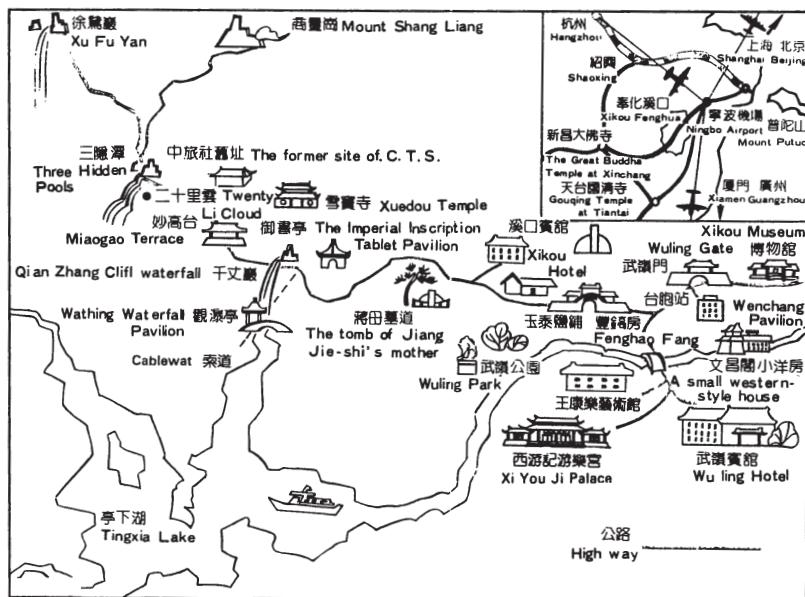 徐鳧巖
Xu Fu Yan
商量崗 Mount Shang Liang
三隱潭
Three Hidden
Pools
中旅社舊址 The former site of. C. T. S.
二十里雲 Twenty
Li Cloud
雪竇寺 Xuedou Temple
妙高台
Miaogao Terrace
御書亭 The Imperial Inscription
Tablet Pavilion
Qian Zhang Clifl waterfall 千丈巖
Wathing Waterfall 觀瀑亭
Pavilion
Cablewat 索道
蔣母墓道
The tomb of Jiang
Jie-shi's mother
溪口賓館
Xikou
Hotel
Xikou Museum
博物館
Wuling Gate
武嶺門
台胞站
Wenchang
Pavilion
玉泰鹽鋪
豐鎬房
Fenghao Fang
武嶺公園
Wuling Park
文昌閣小洋房
A small western-
style house
王康樂藝術館
西游記游樂宮
Xi You Ji Palace
武嶺賓舘
Wu ling Hotel
亭下湖
Tingxia Lake
公路
High way
杭州
Hangzhou
上海 北京
Shanghai Beijing
紹興
Shaoxing
奉化溪口
Xikou Fenghua
寧波機場
Ningbo Airport
普陀山
Mount Putuo
新昌大佛寺
The Great Buddha
Temple at Xinchang
天台國清寺
Gouqing Temple
at Tiantai
厦門 廣州
Xiamen Guangzhou